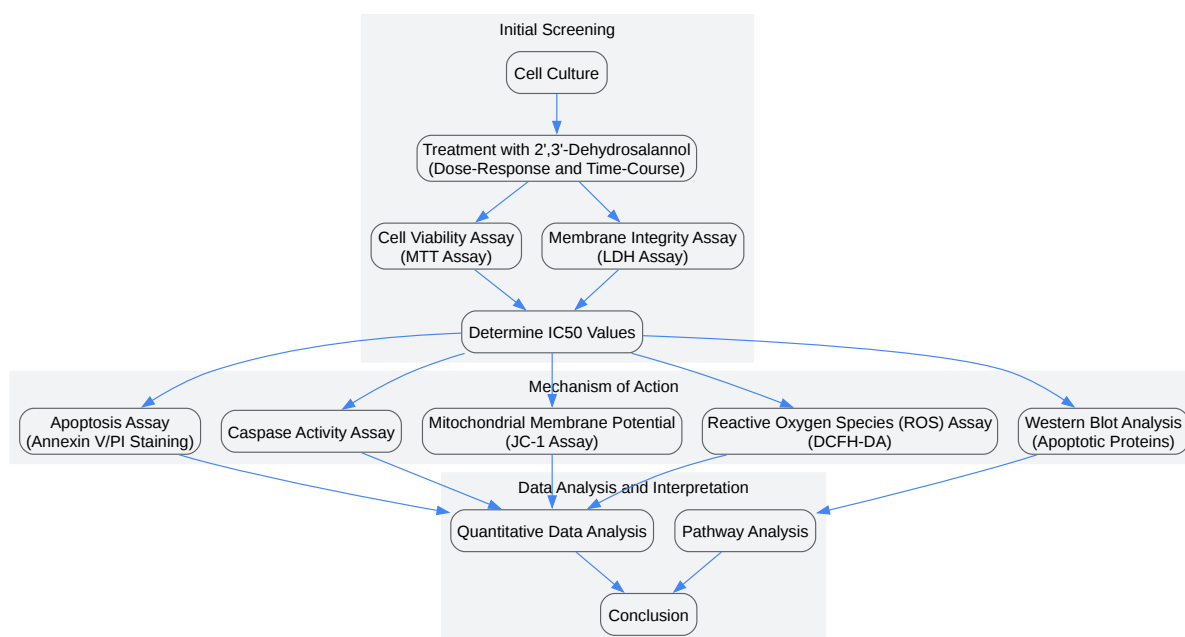 Initial Screening
Cell Culture
Treatment with 2',3'-Dehydrosalannol
(Dose-Response and Time-Course)
Cell Viability Assay
(MTT Assay)
Membrane Integrity Assay
(LDH Assay)
Determine IC50 Values
Mechanism of Action
Apoptosis Assay
(Annexin V/PI Staining)
Caspase Activity Assay
Mitochondrial Membrane Potential
(JC-1 Assay)
Reactive Oxygen Species (ROS) Assay
(DCFH-DA)
Western Blot Analysis
(Apoptotic Proteins)
Data Analysis and Interpretation
Quantitative Data Analysis
Pathway Analysis
Conclusion